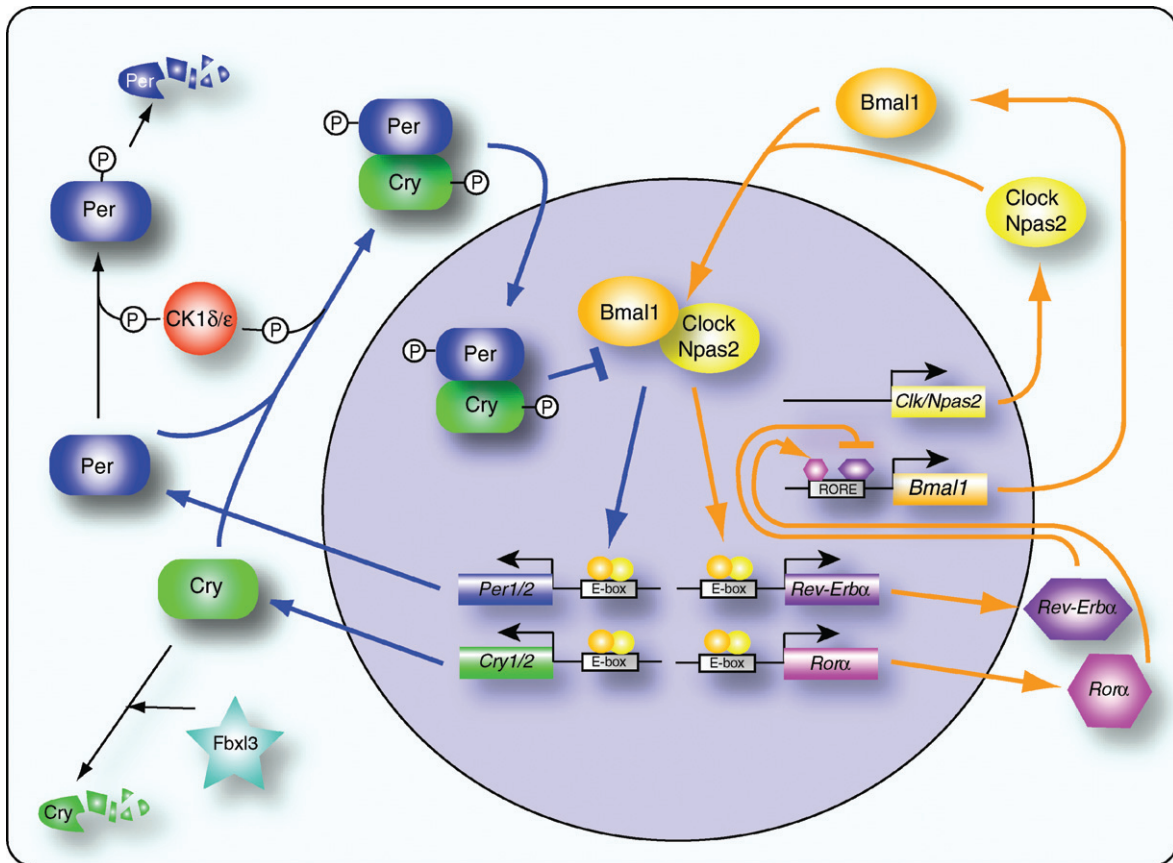 Per
P
Per
P
CK1δ/ε
P
P
Per
Cry
P
Per
Cry
Fbxl3
Cry
P
Per
Cry
P
Bmal1
Clock
Npas2
Bmal1
Clock
Npas2
Clk/Npas2
RORE
Bmal1
Per1/2
E-box
E-box
Rev-Erbα
Cry1/2
E-box
E-box
Rorα
Rev-Erbα
Rorα